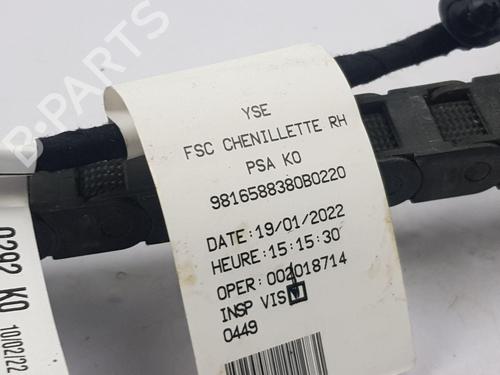 B-PARTS
YSE
FSC CHENILLETTE RH
PSA KO
9816588380B0220
DATE:19/01/2022
HEURE:15:15:30
OPER:002018714
INSP VIS
0449
0292 KO 10/02/22